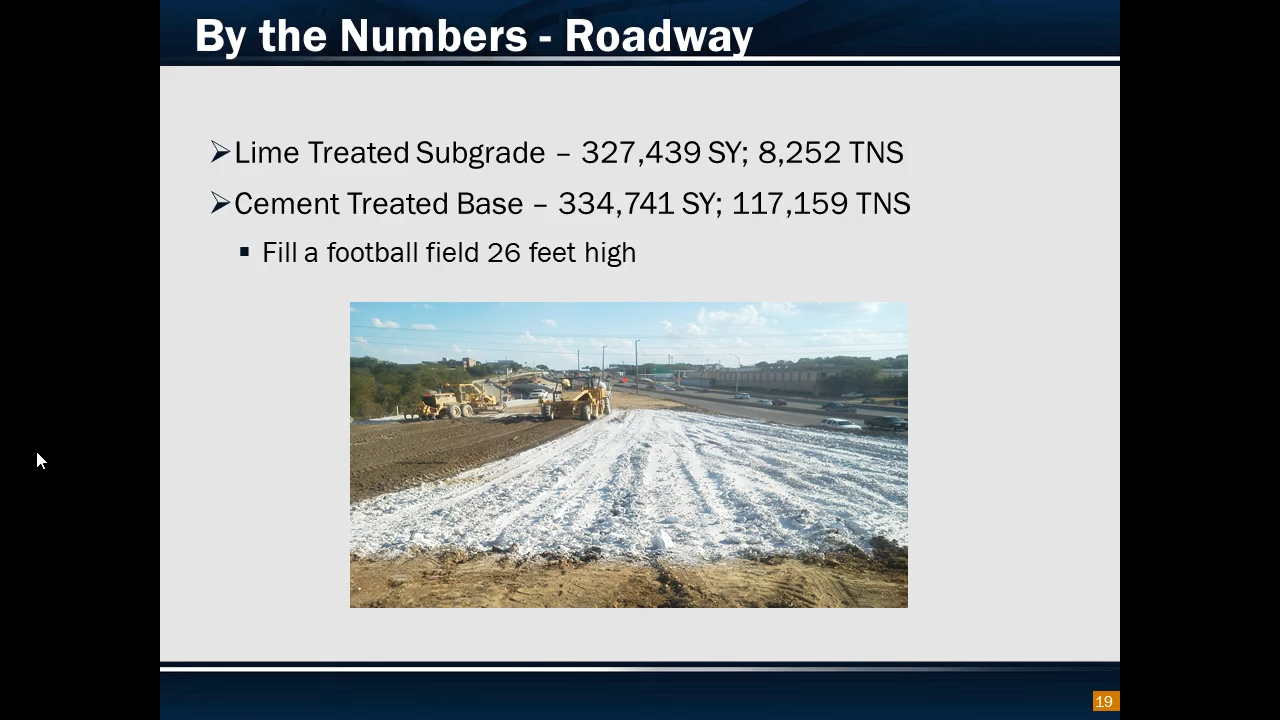 By the Numbers - Roadway
Lime Treated Subgrade – 327,439 SY; 8,252 TNS
Cement Treated Base – 334,741 SY; 117,159 TNS
Fill a football field 26 feet high
19